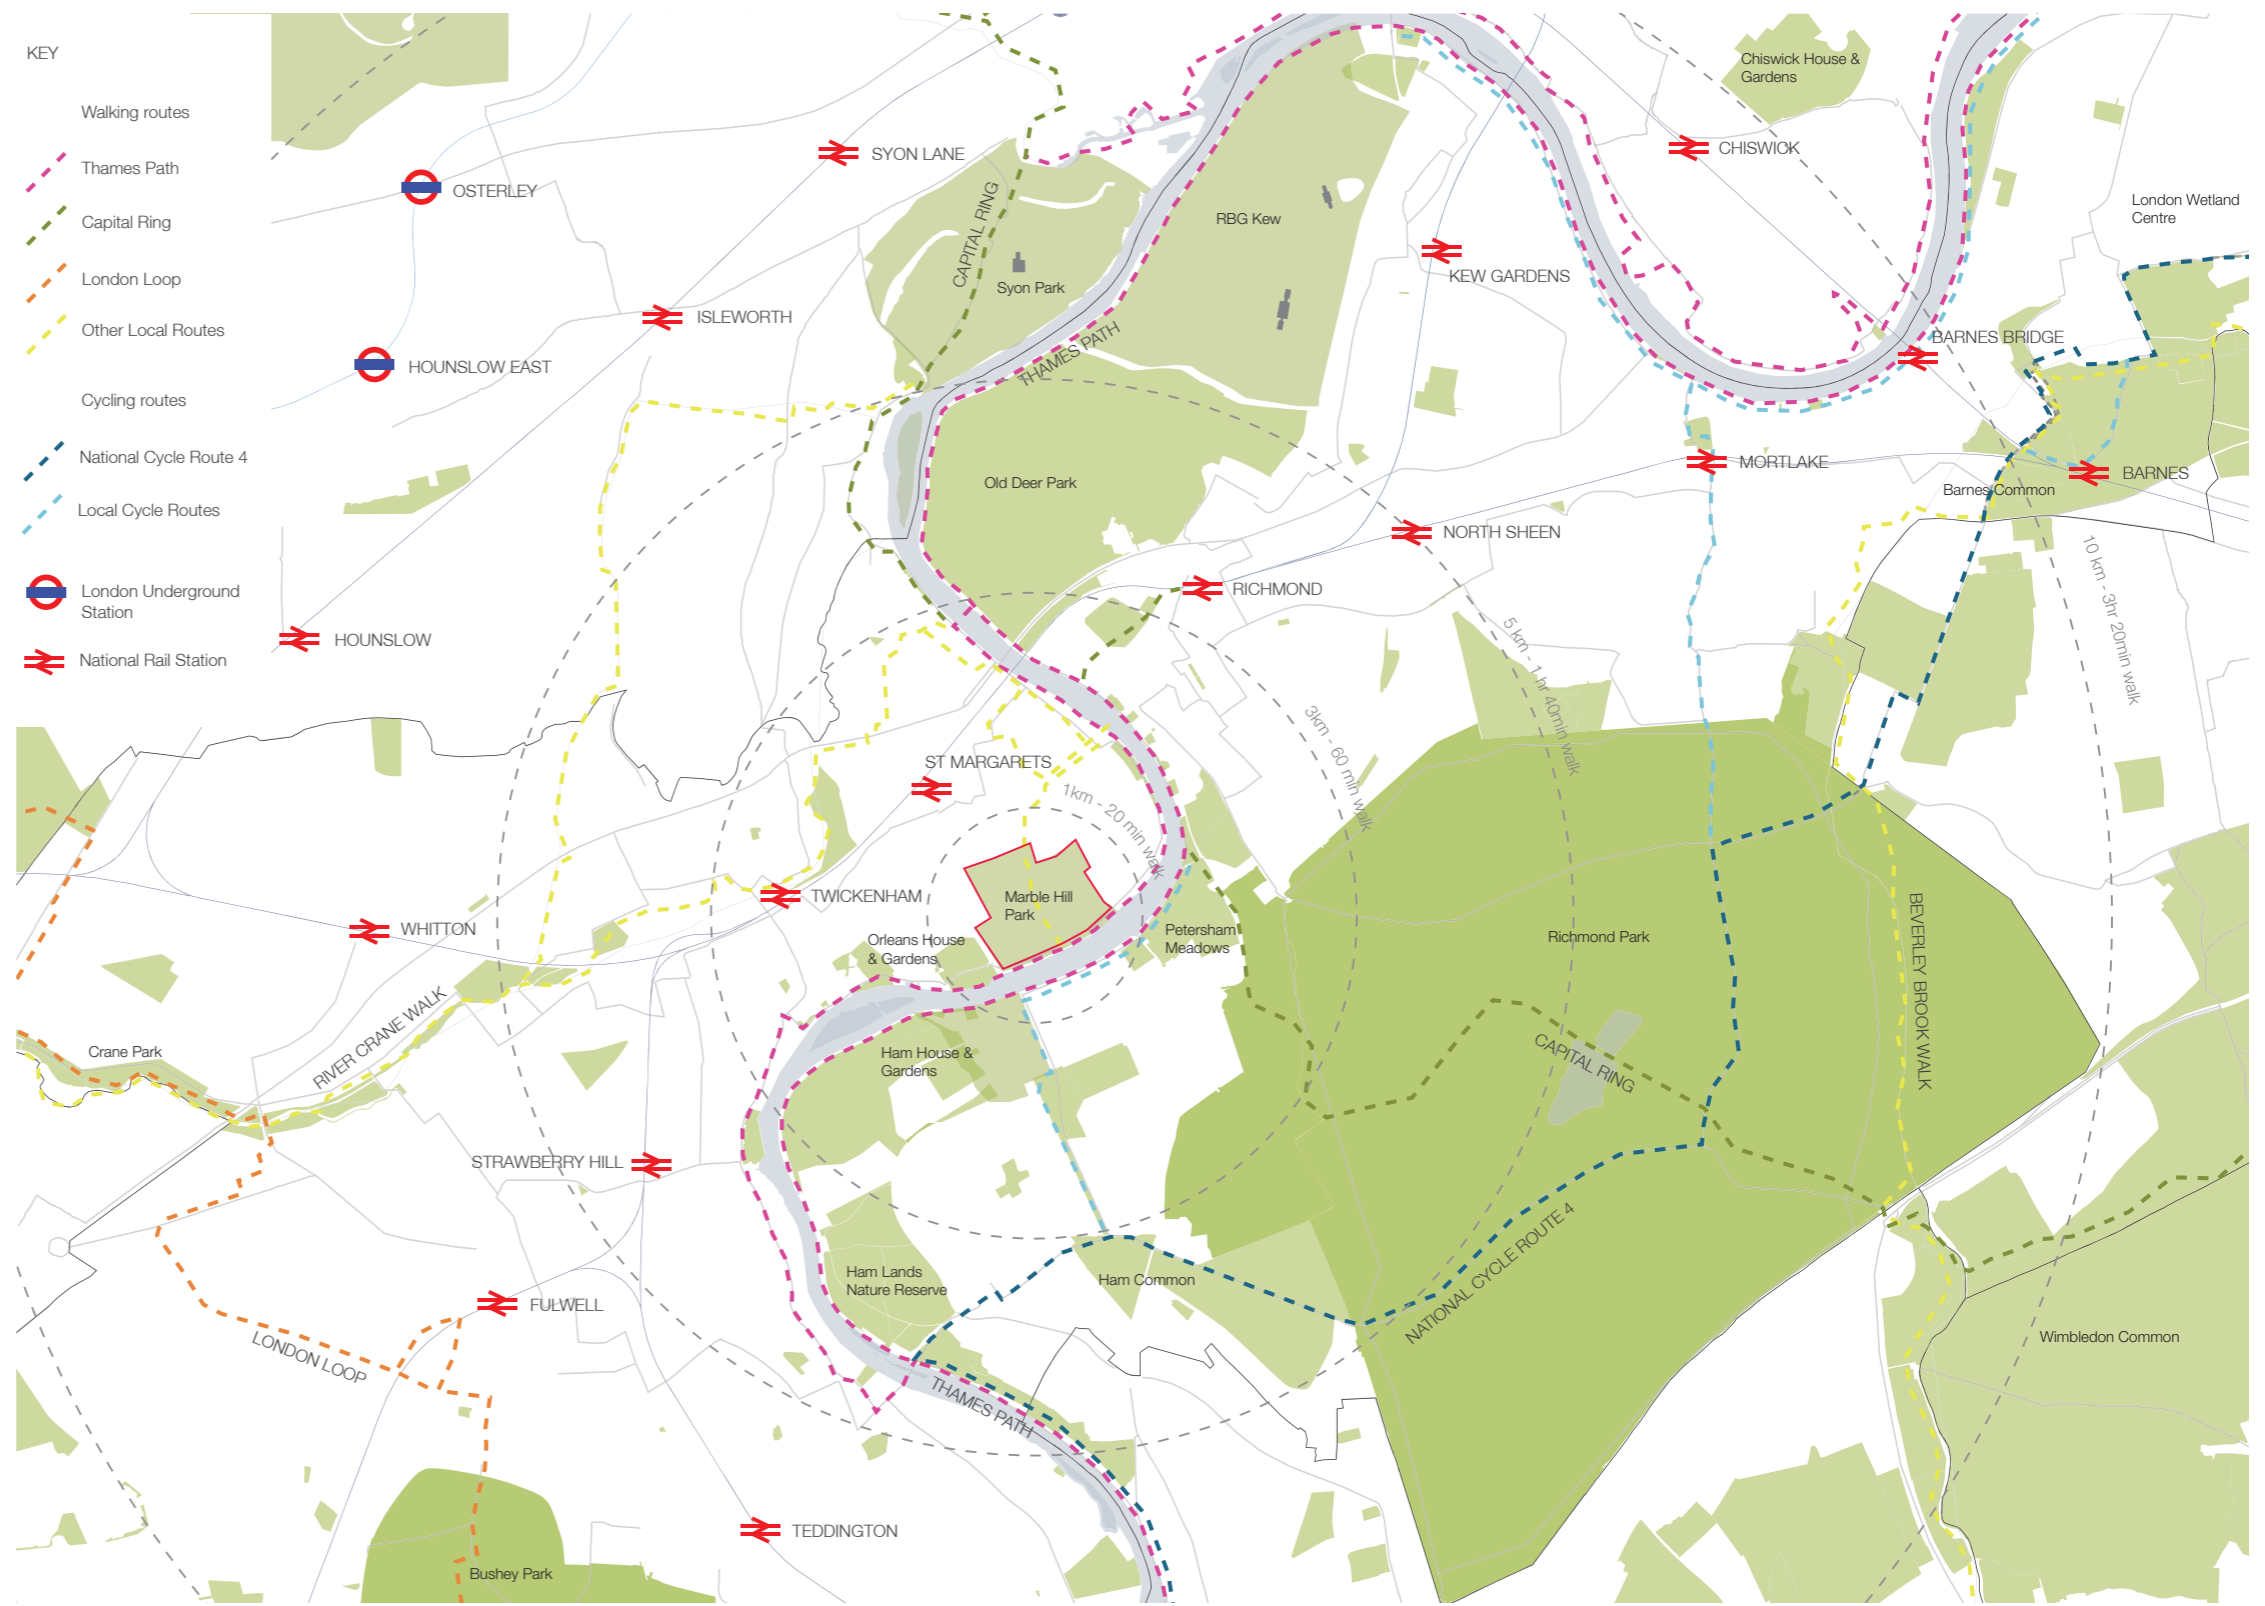 KEY
Walking routes
Thames Path
Capital Ring
London Loop
Other Local Routes
Cycling routes
National Cycle Route 4
Local Cycle Routes
London Underground
Station
National Rail Station
Chiswick House &
Gardens
SYON LANE
CHISWICK
OSTERLEY
London Wetland
Centre
CAPITAL RING
RBG Kew
Syon Park
KEW GARDENS
ISLEWORTH
BARNES BRIDGE
THAMES PATH
HOUNSLOW EAST
Old Deer Park
MORTLAKE
BARNES
Barnes Common
NORTH SHEEN
RICHMOND
HOUNSLOW
10 km - 3hr 20min walk
5 km - 1 hr 40min walk
3km - 60 min walk
ST MARGARETS
1km - 20 min walk
TWICKENHAM
Marble Hill
Park
WHITTON
Orleans House
& Gardens
Petersham
Meadows
Richmond Park
BEVERLEY BROOK WALK
RIVER CRANE WALK
Crane Park
Ham House &
Gardens
CAPITAL RING
STRAWBERRY HILL
Ham Lands
Nature Reserve
Ham Common
NATIONAL CYCLE ROUTE 4
FULWELL
LONDON LOOP
Wimbledon Common
THAMES PATH
TEDDINGTON
Bushey Park